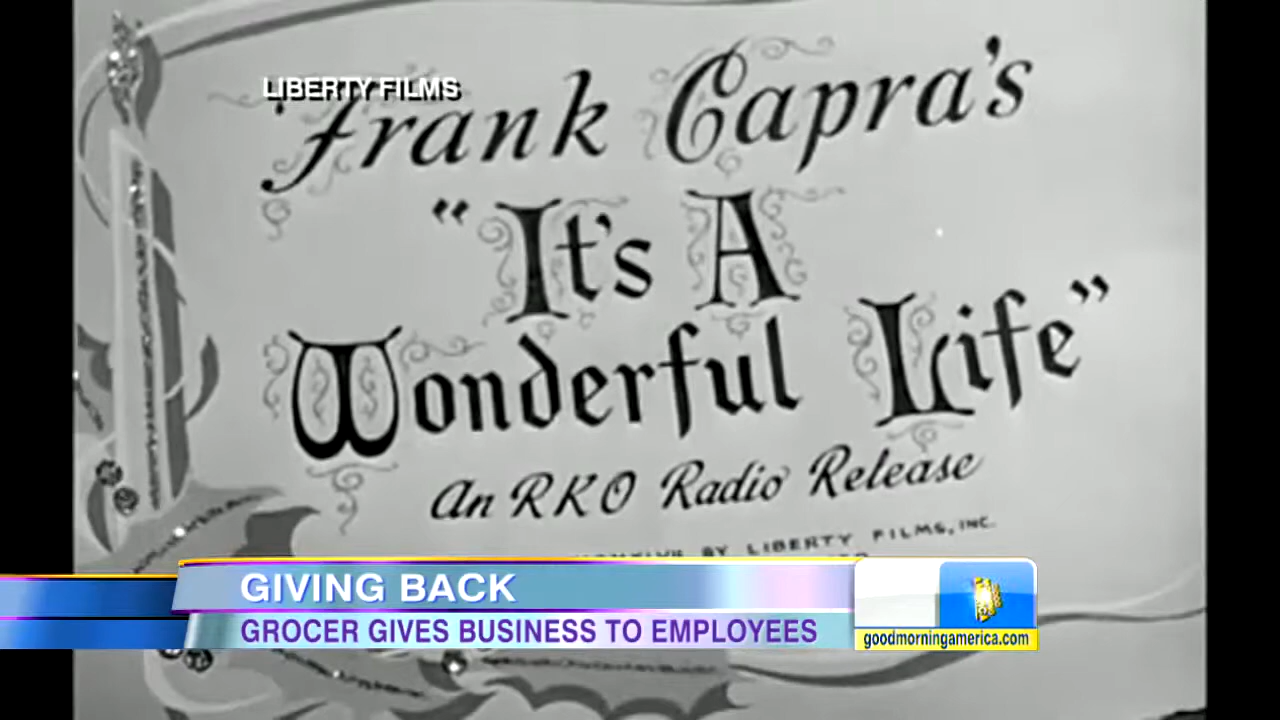 LIBERTY FILMS
Frank Capra's
"It's A
Wonderful Life"
An RKO Radio Release
BY LIBERTY FILMS, INC.
GIVING BACK
GROCER GIVES BUSINESS TO EMPLOYEES
goodmorningamerica.com